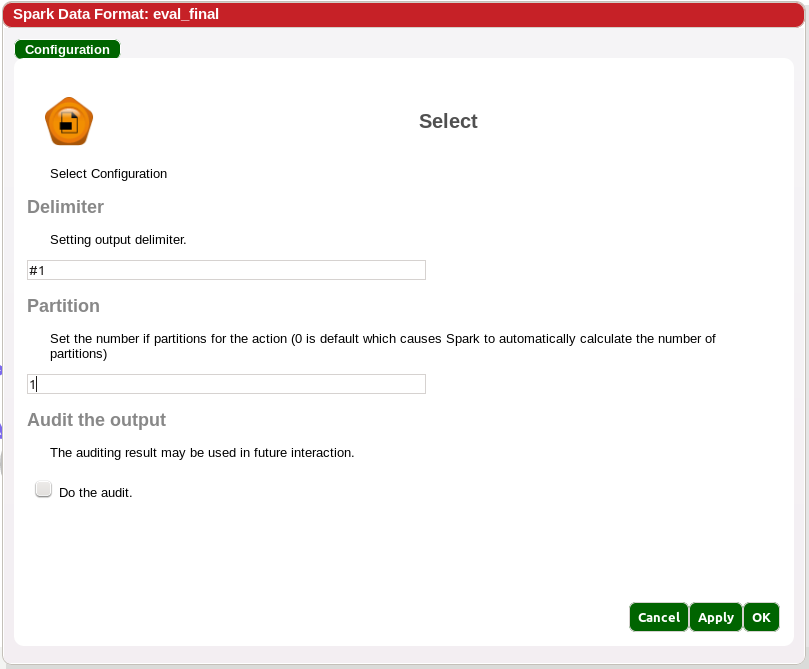 Spark Data Format: eval_final
Configuration
Select
Select Configuration
Delimiter
Setting output delimiter.
#1
Partition
Set the number if partitions for the action (0 is default which causes Spark to automatically calculate the number of
partitions)
1
Audit the output
The auditing result may be used in future interaction.
Do the audit.
Cancel Apply OK